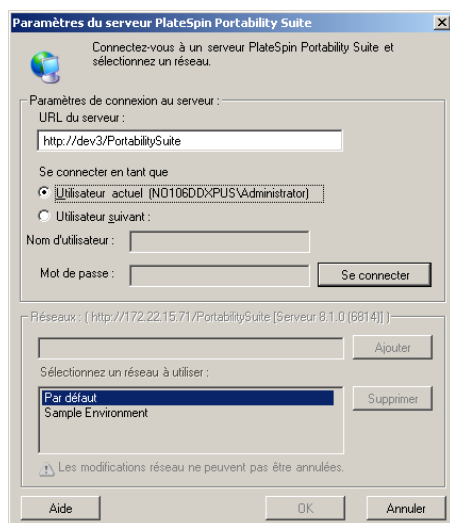 Paramètres du serveur PlateSpin Portability Suite
Connectez-vous à un serveur PlateSpin Portability Suite et
sélectionnez un réseau.
Paramètres de connexion au serveur :
URL du serveur :
http://dev3/PortabilitySuite
Se connecter en tant que
Utilisateur actuel (N0106DDXPUS\Administrator)
Utilisateur suivant :
Nom d'utilisateur :
Mot de passe :
Se connecter
Réseaux : ( http://172.22.15.71/PortabilitySuite [Serveur 8.1.0 (6814)] )
Ajouter
Sélectionnez un réseau à utiliser :
Par défaut
Sample Environment
Supprimer
Les modifications réseau ne peuvent pas être annulées.
Aide
OK
Annuler